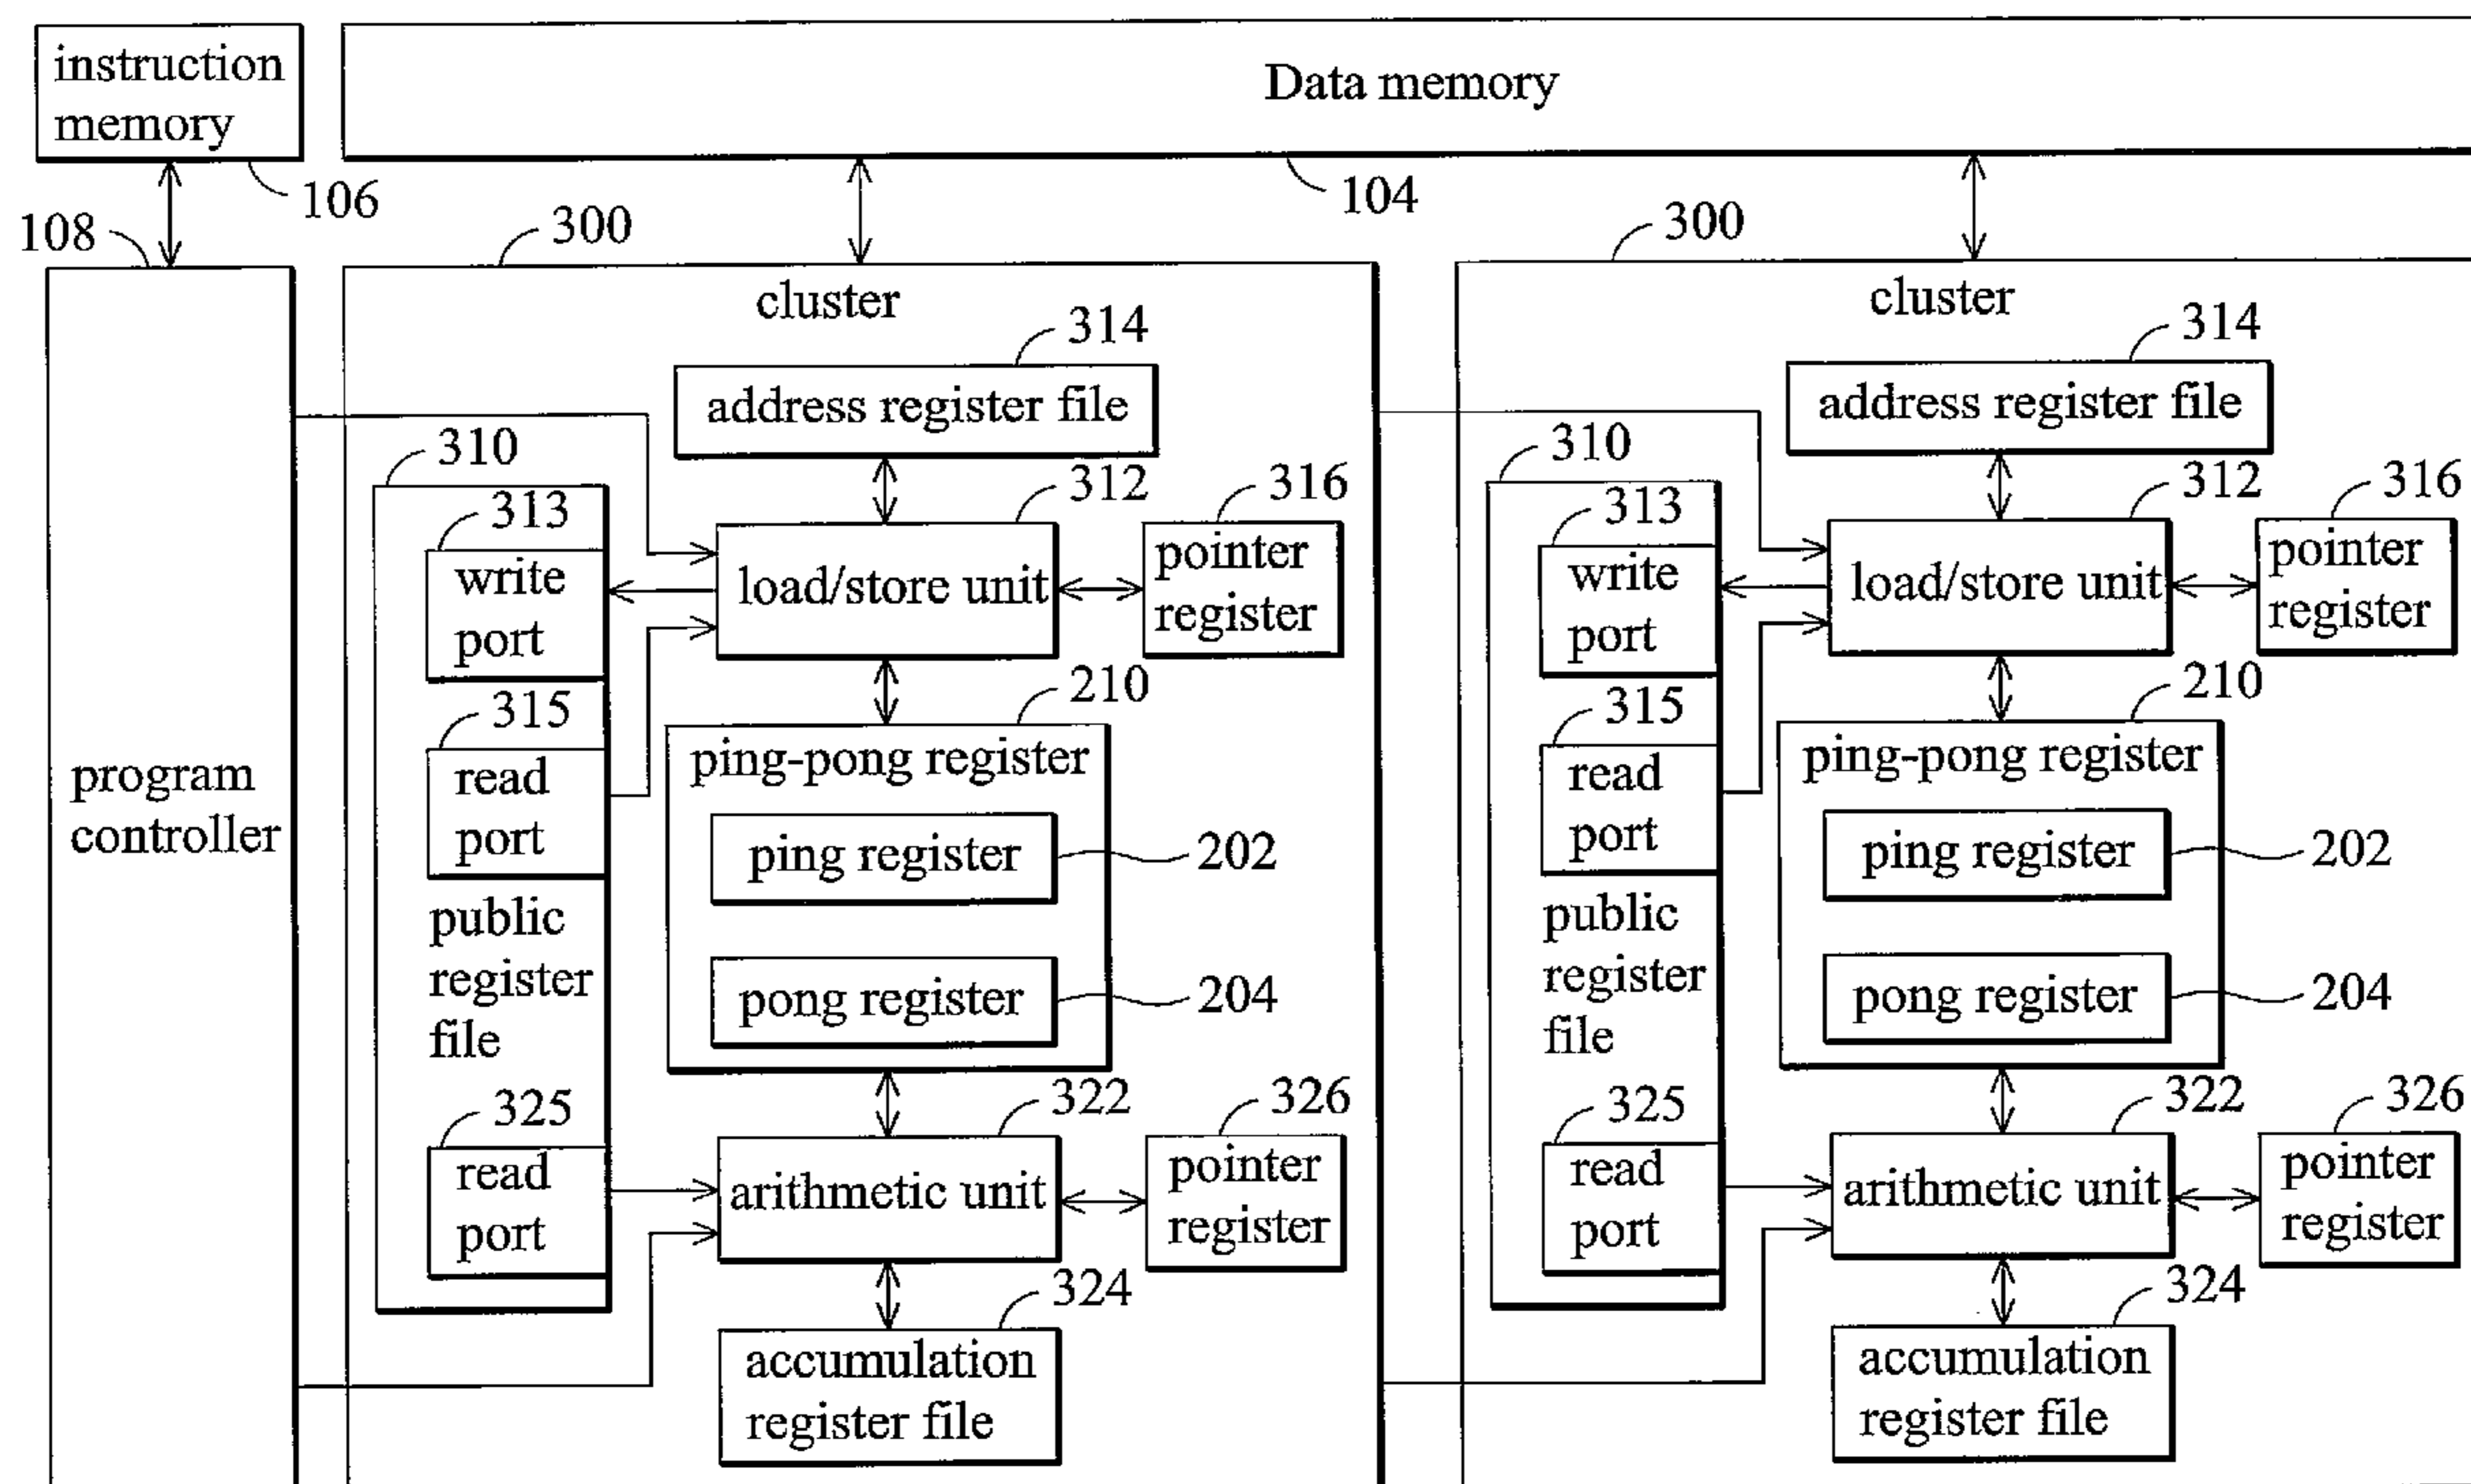 instruction
memory
Data memory
106
104
108
300
300
cluster
cluster
314
314
address register file
address register file
310
310
312
312
316
316
313
313
write
port
write
port
load/store unit
load/store unit
pointer
register
pointer
register
315
315
read
port
read
port
210
210
ping-pong register
ping-pong register
program
controller
ping register
202
ping register
202
public
register
file
public
register
file
pong register
204
pong register
204
325
325
322
322
326
326
read
port
read
port
arithmetic unit
arithmetic unit
pointer
register
pointer
register
324
324
accumulation
register file
accumulation
register file